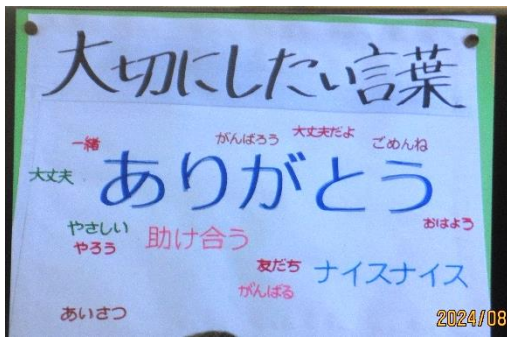 大切にしたい言葉
一緒
がんばろう
大丈夫だよ
ごめんね
大丈夫
ありがとう
おはよう
やさしい
やろう
助け合う
友だち
ナイスナイス
がんばる
あいさつ
2024/08